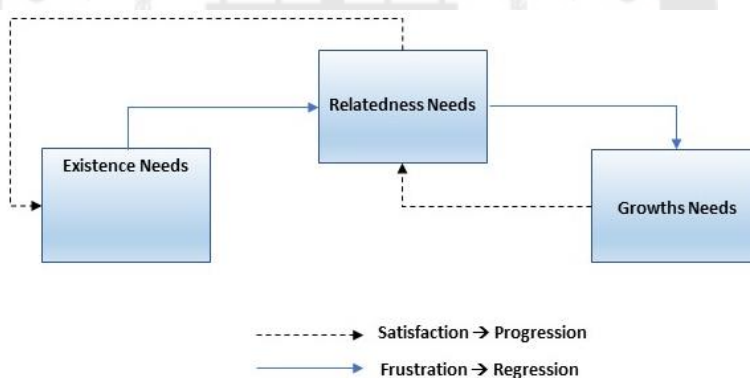 Relatedness Needs
Existence Needs
Growths Needs
Satisfaction → Progression
Frustration → Regression